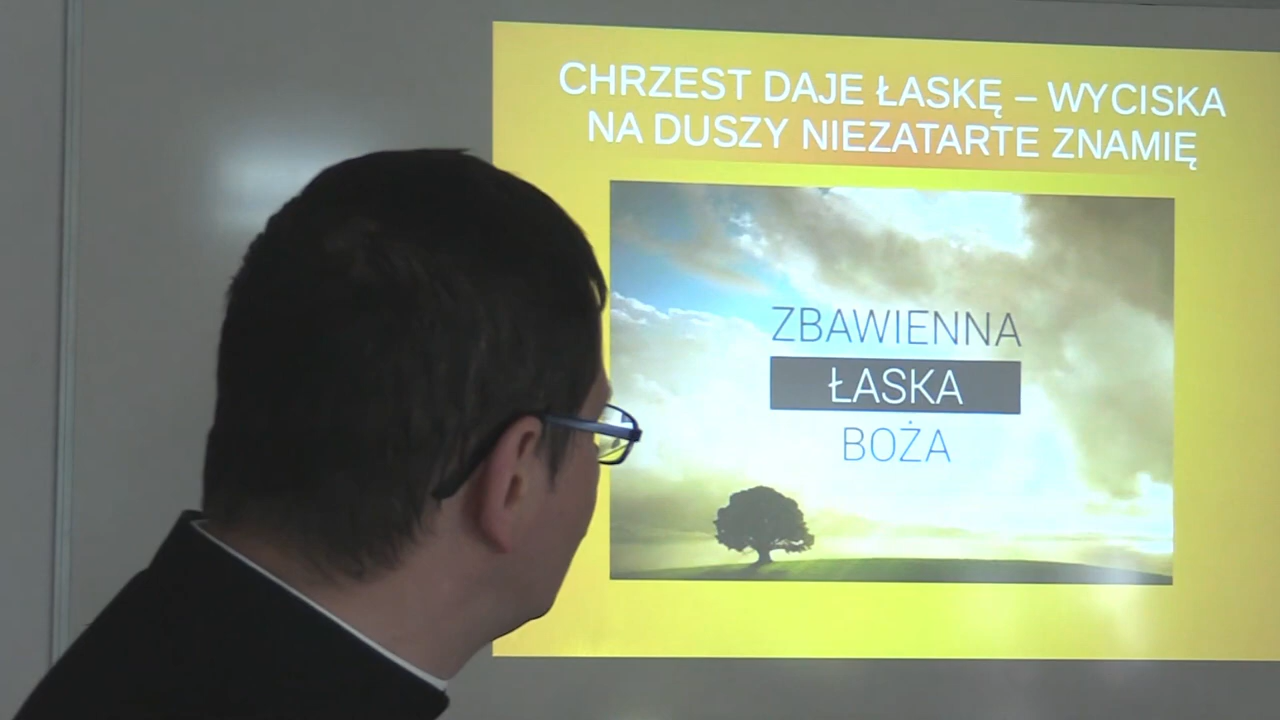 CHRZEST DAJE ŁASKĘ – WYCISKA
NA DUSZY NIEZATARTE ZNAMIĘ
ZBAWIENNA
ŁASKA
BOŻA